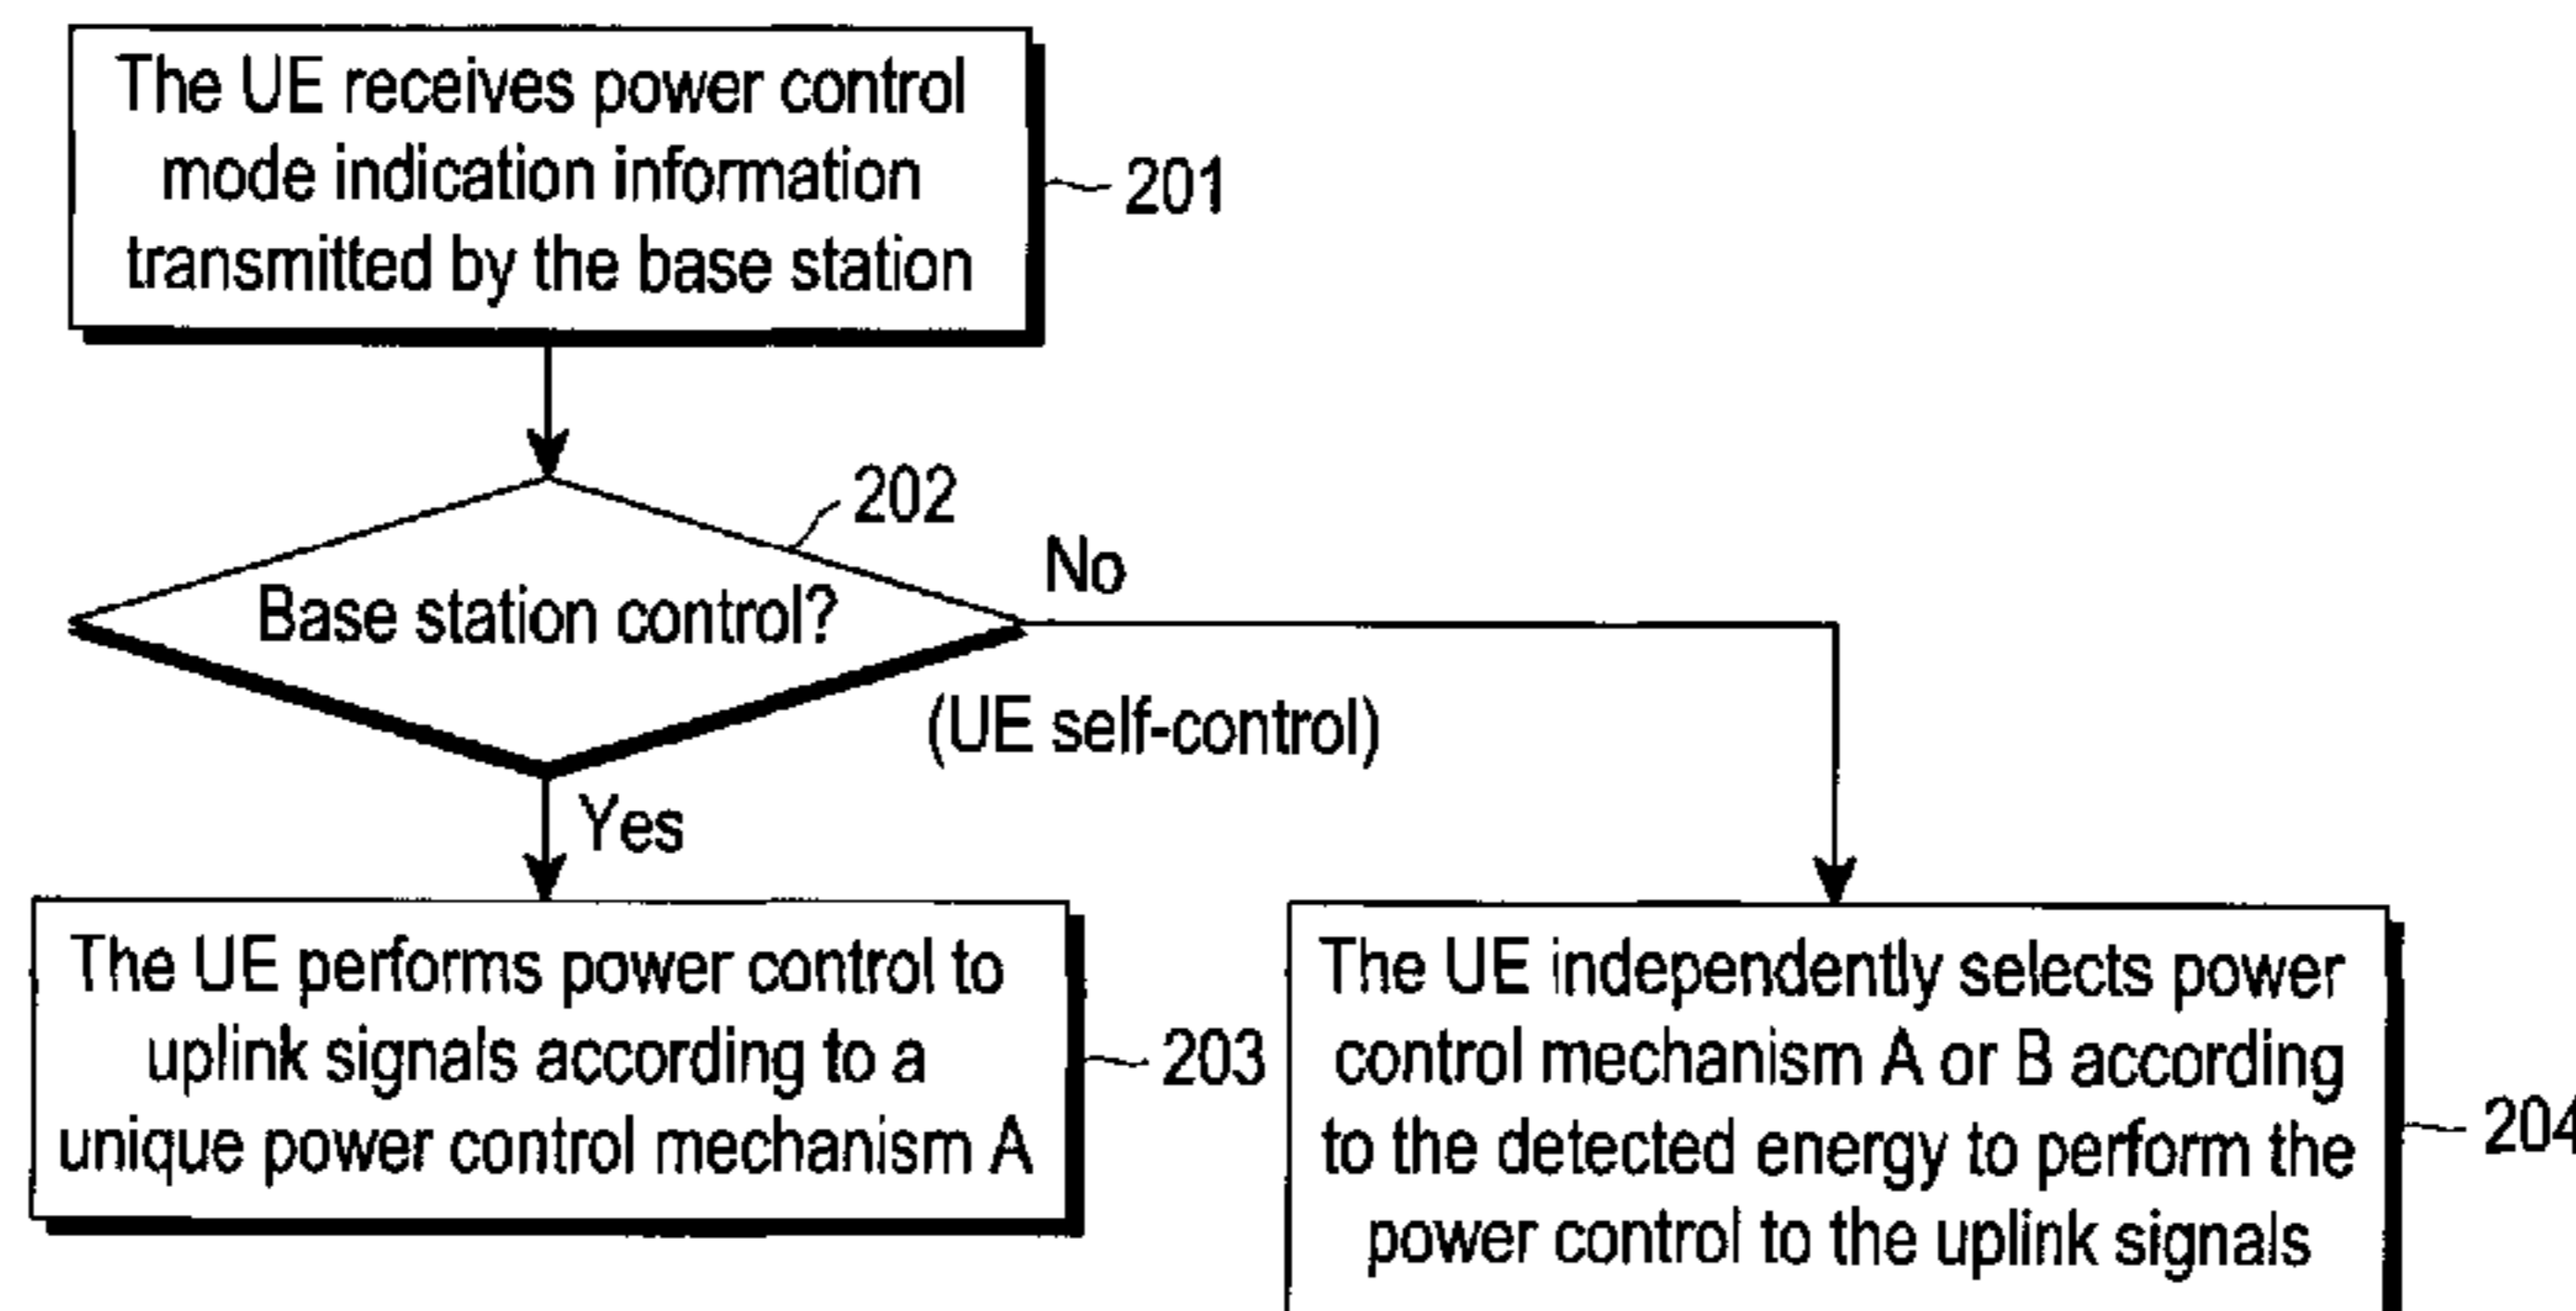 The UE receives power control
mode indication information
transmitted by the base station
201
202
Base station control?
No
(UE self-control)
Yes
The UE performs power control to
uplink signals according to a
unique power control mechanism A
203
The UE independently selects power
control mechanism A or B according
to the detected energy to perform the
power control to the uplink signals
204